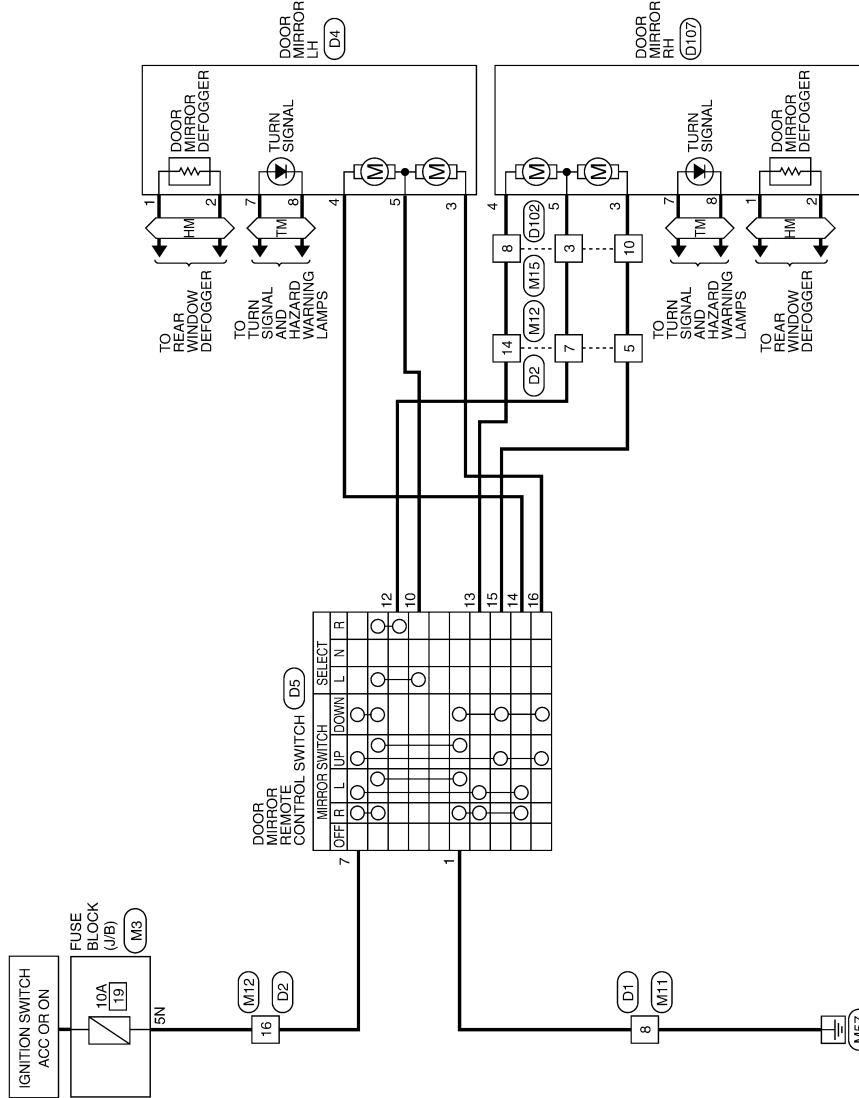 IGNITION SWITCH
ACC OR ON
FUSE
BLOCK
(J/B)
M3
10A
19
5N
M12
16
D2
D1
8
M11
DOOR
MIRROR
REMOTE
CONTROL SWITCH
D5
MIRROR SWITCH
SELECT
OFF
R
L
UP
DOWN
L
N
R
7
1
12
10
13
15
14
16
DOOR
MIRROR
LH
D4
DOOR
MIRROR
DEFOGGER
TURN
SIGNAL
M
M
1
2
7
8
4
5
3
HM
TM
TO
REAR
WINDOW
DEFOGGER
TO
TURN
SIGNAL
AND
HAZARD
WARNING
LAMPS
DOOR
MIRROR
RH
D107
M
M
TURN
SIGNAL
DOOR
MIRROR
DEFOGGER
4
5
3
7
8
1
2
D102
8
3
10
M15
M12
14
7
5
D2
TM
HM
TO
TURN
SIGNAL
AND
HAZARD
WARNING
LAMPS
TO
REAR
WINDOW
DEFOGGER